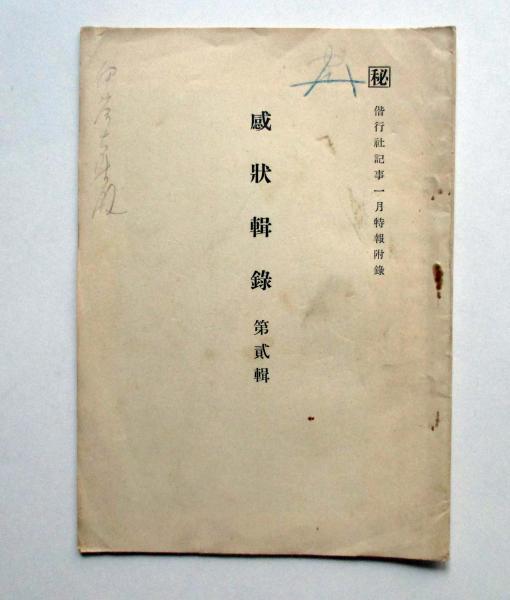 秘
偕行社記事一月特報附錄
感狀輯錄 第貳輯